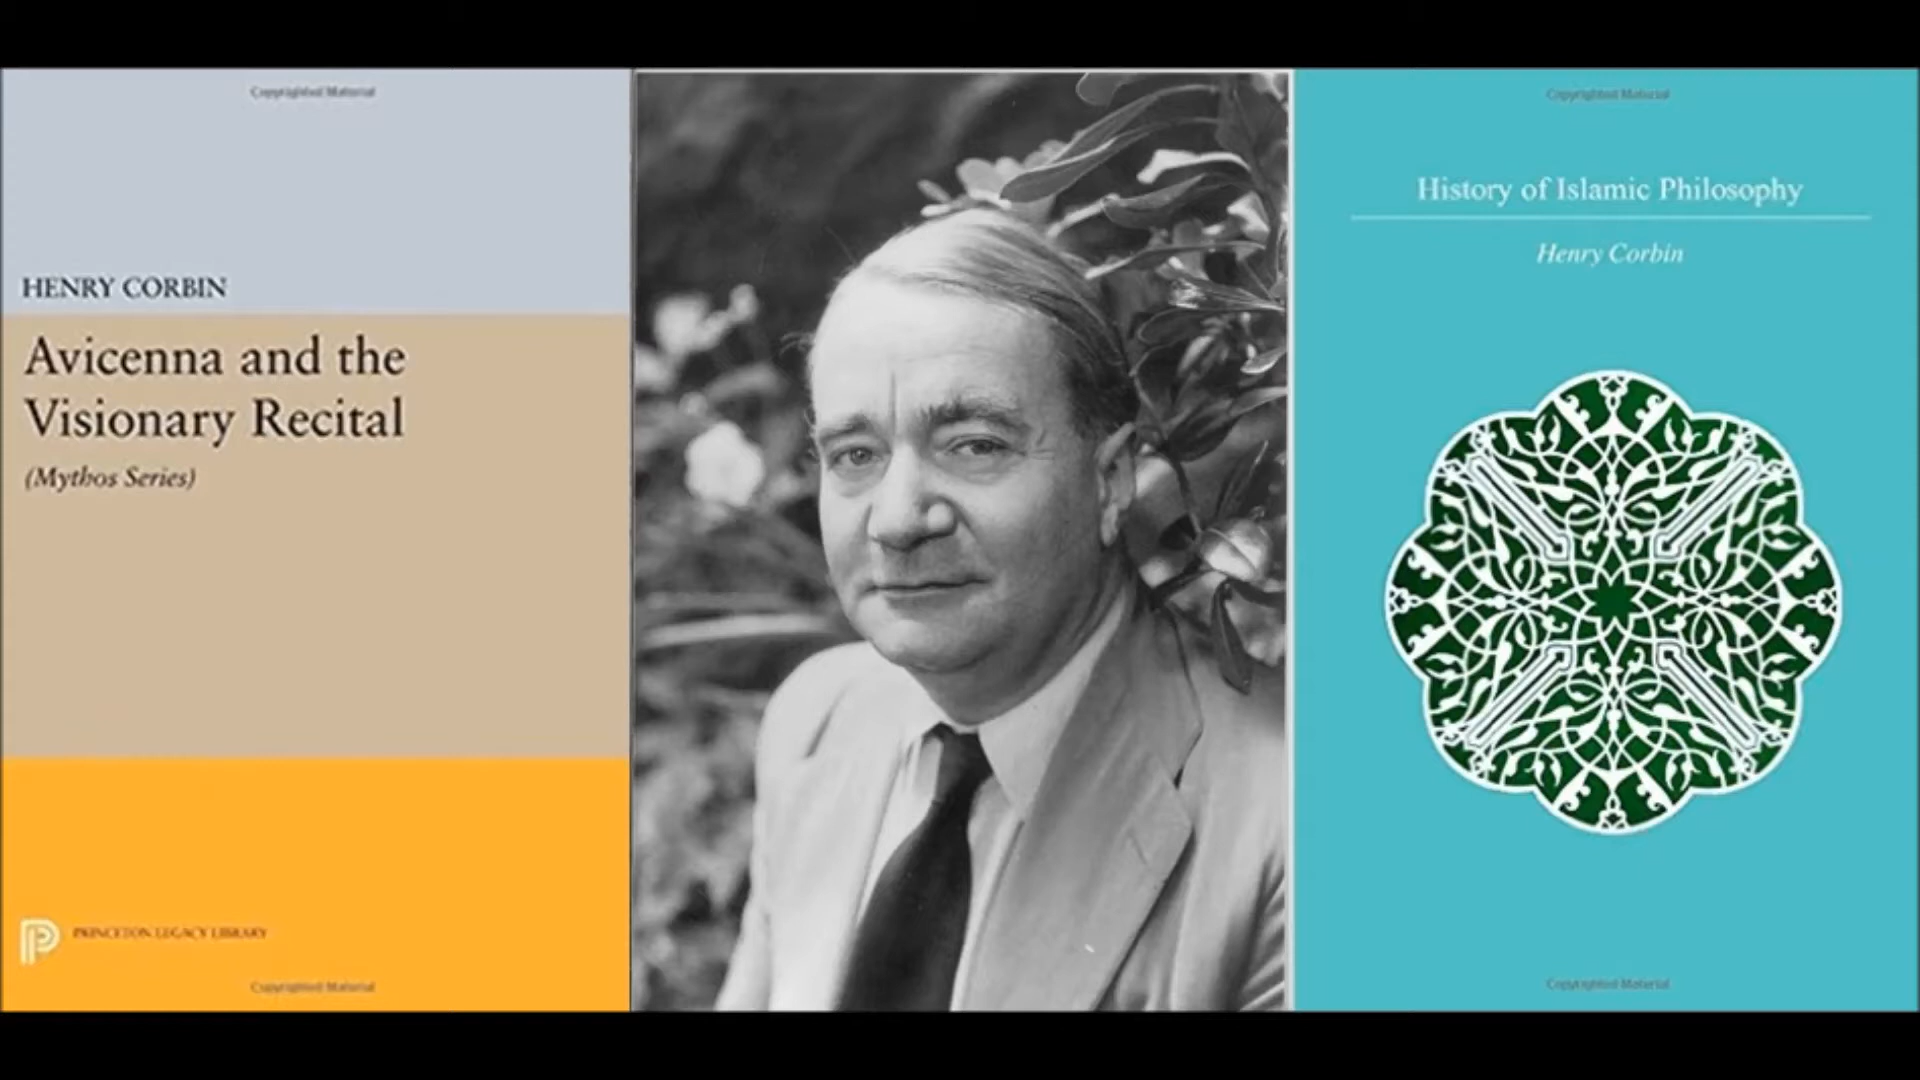 Copyrighted Material
HENRY CORBIN
Avicenna and the
Visionary Recital
(Mythos Series)
PRINCETON LEGACY LIBRARY
Copyrighted Material
Copyrighted Material
History of Islamic Philosophy
Henry Corbin
Copyrighted Material